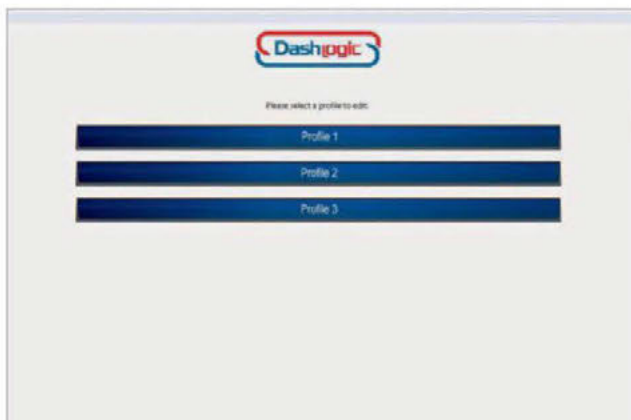 Dashlogic
Please select a profile to edit:
Profile 1
Profile 2
Profile 3